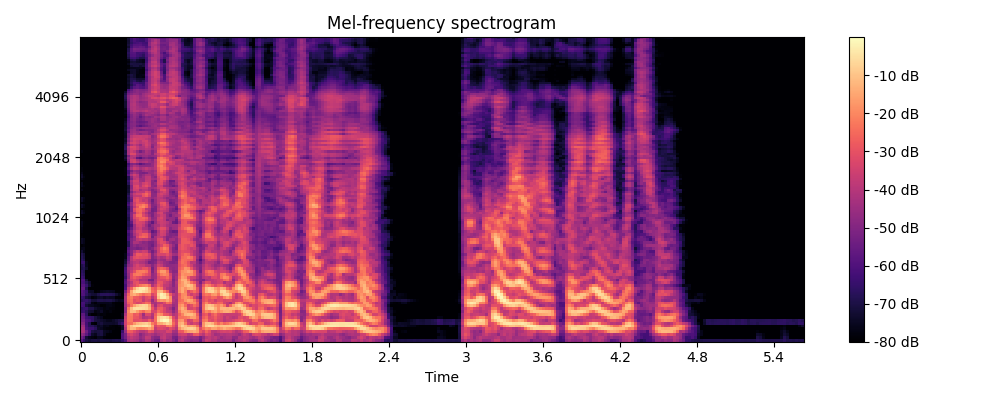 Mel-frequency spectrogram
Hz
4096
2048
1024
512
0
0 0.6 1.2 1.8 2.4 3 3.6 4.2 4.8 5.4
Time
-10 dB
-20 dB
-30 dB
-40 dB
-50 dB
-60 dB
-70 dB
-80 dB